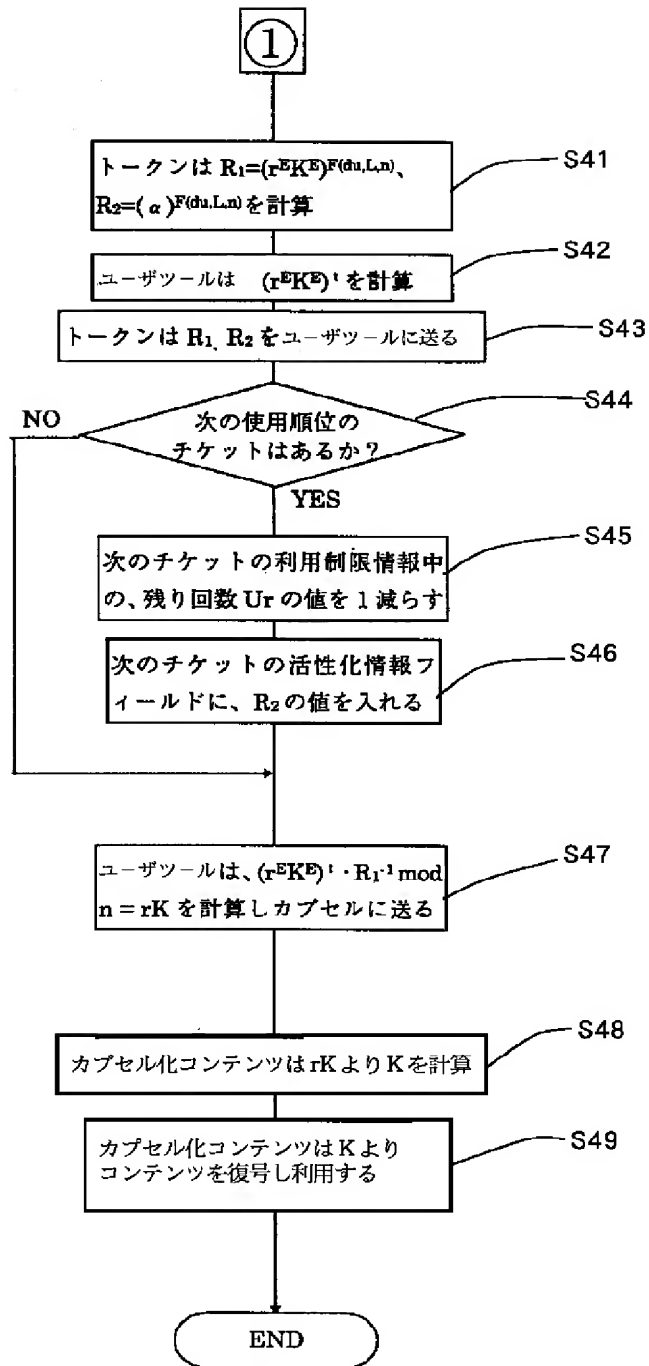 ①
トークンは R₁=(rᴱKᴱ)^F(du,L,n)、
R₂=(α)^F(du,L,n)を計算
S41
ユーザツールは (rᴱKᴱ)^t を計算
S42
トークンは R₁、R₂をユーザツールに送る
S43
次の使用順位の
チケットはあるか?
S44
NO
YES
次のチケットの利用制限情報中
の、残り回数 Ur の値を1減らす
S45
次のチケットの活性化情報フ
ィールドに、R₂の値を入れる
S46
ユーザツールは、(rᴱKᴱ)^t・R₁⁻¹ mod
n = rK を計算しカプセルに送る
S47
カプセル化コンテンツは rK より K を計算
S48
カプセル化コンテンツは K より
コンテンツを復号し利用する
S49
END